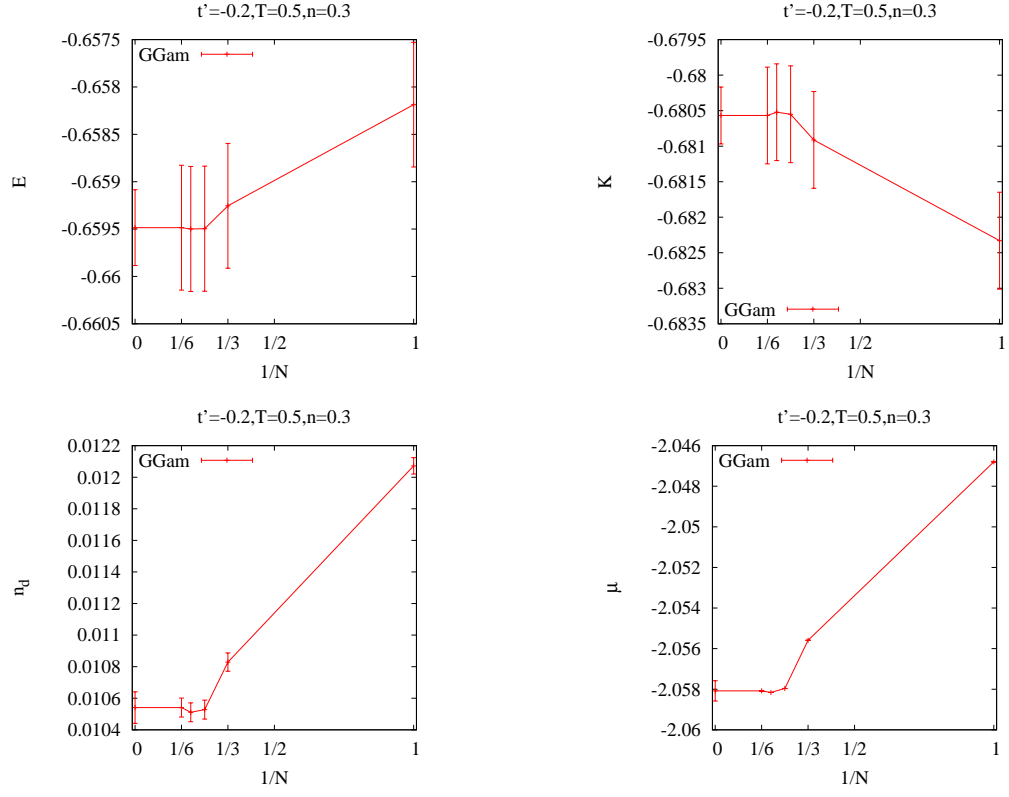 t'=-0.2,T=0.5,n=0.3
-0.6575
-0.658
-0.6585
-0.659
-0.6595
-0.66
-0.6605
E
GGam
0 1/6 1/3 1/2 1
1/N
t'=-0.2,T=0.5,n=0.3
-0.6795
-0.68
-0.6805
-0.681
-0.6815
-0.682
-0.6825
-0.683
-0.6835
K
GGam
0 1/6 1/3 1/2 1
1/N
t'=-0.2,T=0.5,n=0.3
0.0122
0.012
0.0118
0.0116
0.0114
0.0112
0.011
0.0108
0.0106
0.0104
n_d
GGam
0 1/6 1/3 1/2 1
1/N
t'=-0.2,T=0.5,n=0.3
-2.046
-2.048
-2.05
-2.052
-2.054
-2.056
-2.058
-2.06
μ
GGam
0 1/6 1/3 1/2 1
1/N